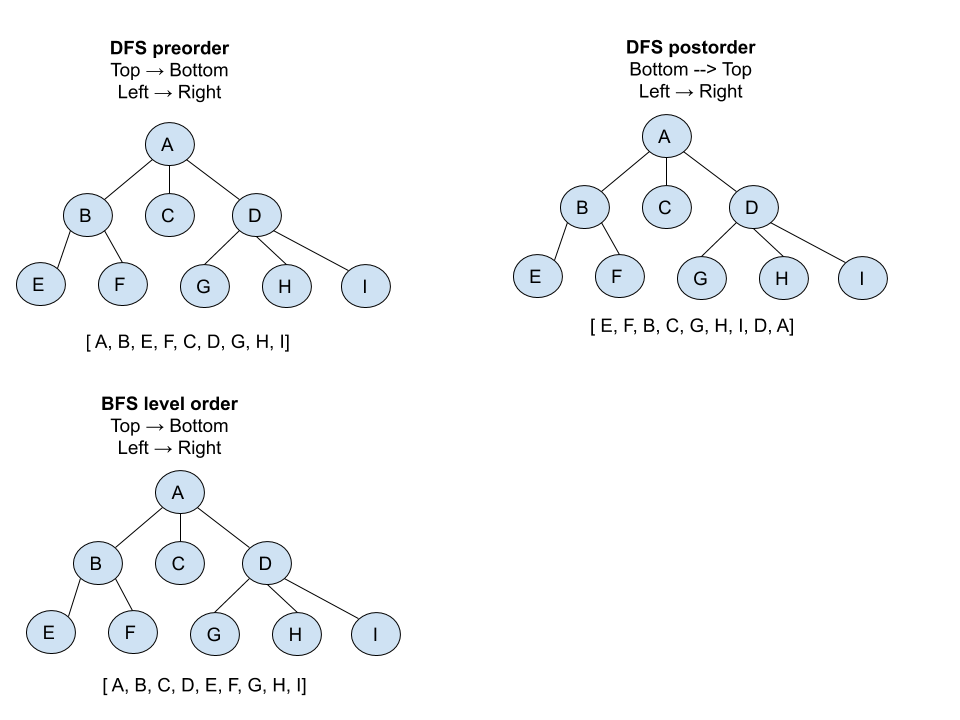 DFS preorder
Top → Bottom
Left → Right
A
B C D
E F G H I
[ A, B, E, F, C, D, G, H, I]
DFS postorder
Bottom --> Top
Left → Right
A
B C D
E F G H I
[ E, F, B, C, G, H, I, D, A]
BFS level order
Top → Bottom
Left → Right
A
B C D
E F G H I
[ A, B, C, D, E, F, G, H, I]